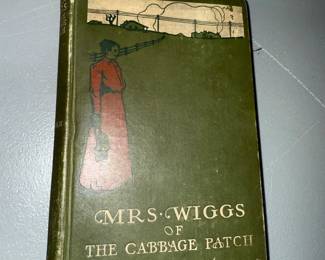 MRS·WIGGS
OF
THE CABBAGE PATCH